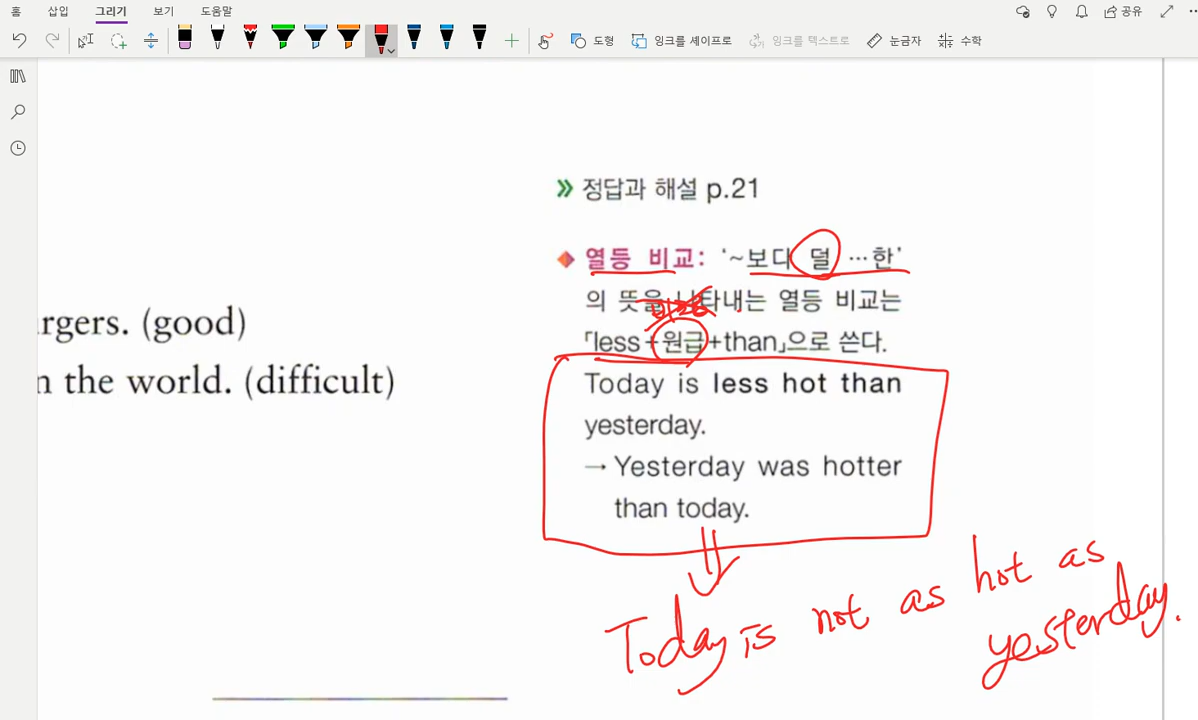 홈 삽입 그리기 보기 도움말 공유
도형 잉크를 셰이프로 잉크를 텍스트로 눈금자 수학
정답과 해설 p.21
열등 비교: ‘~보다 덜 …한’
의 뜻을 나타내는 열등 비교는
「less+원급+than」으로 쓴다.
rgers. (good)
Today is less hot than
n the world. (difficult)
yesterday.
→ Yesterday was hotter
than today.
Today is not as hot as
yesterday.